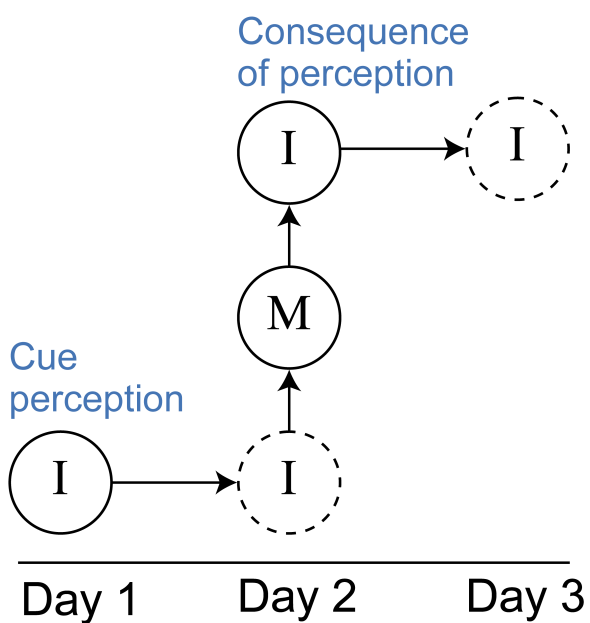 Consequence
of perception
I
I
M
Cue
perception
I
I
Day 1
Day 2
Day 3